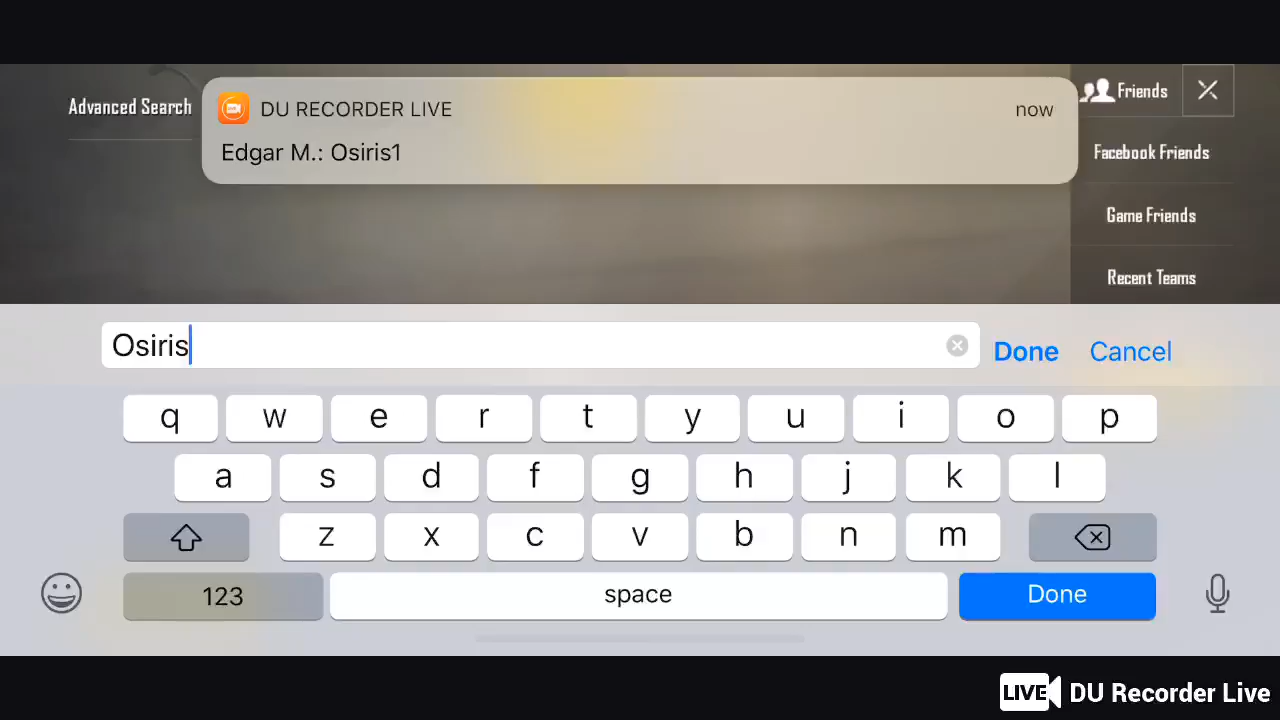 Advanced Search
DU RECORDER LIVE
now
Edgar M.: Osiris1
Friends
Facebook Friends
Game Friends
Recent Teams
Osiris
Done
Cancel
q w e r t y u i o p
a s d f g h j k l
z x c v b n m
123
space
Done
LIVE DU Recorder Live